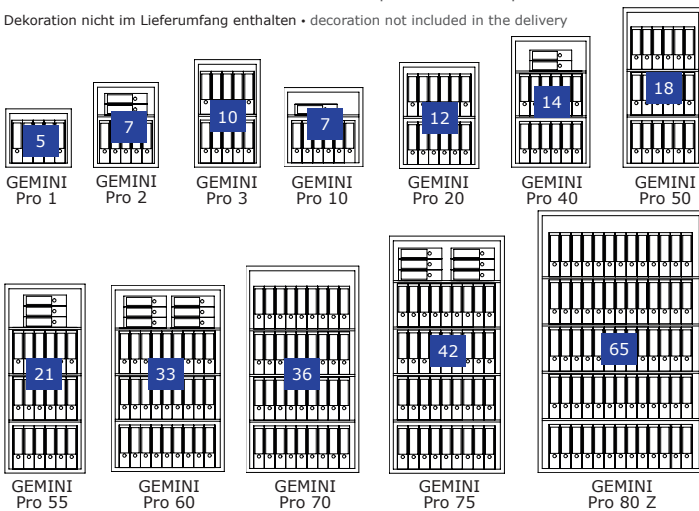 Dekoration nicht im Lieferumfang enthalten • decoration not included in the delivery
5
7
10
7
12
14
18
GEMINI
Pro 1
GEMINI
Pro 2
GEMINI
Pro 3
GEMINI
Pro 10
GEMINI
Pro 20
GEMINI
Pro 40
GEMINI
Pro 50
21
33
36
42
65
GEMINI
Pro 55
GEMINI
Pro 60
GEMINI
Pro 70
GEMINI
Pro 75
GEMINI
Pro 80 Z